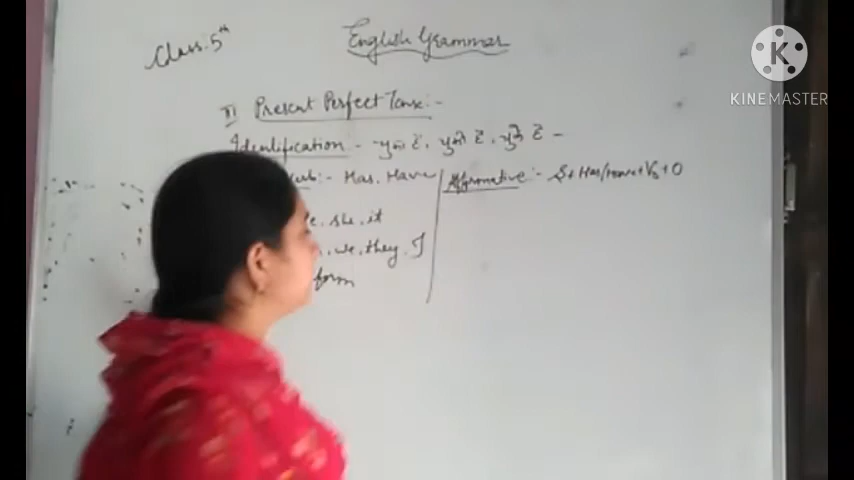 Class: 5th
English Grammar
KINEMASTER
III) Present Perfect Tense:-
Identification:- चुका है, चुकी है, चुके है -
:- Has, Have
Affirmative:- S+ Has/Have+V3+O
she, it
we, they, I
form